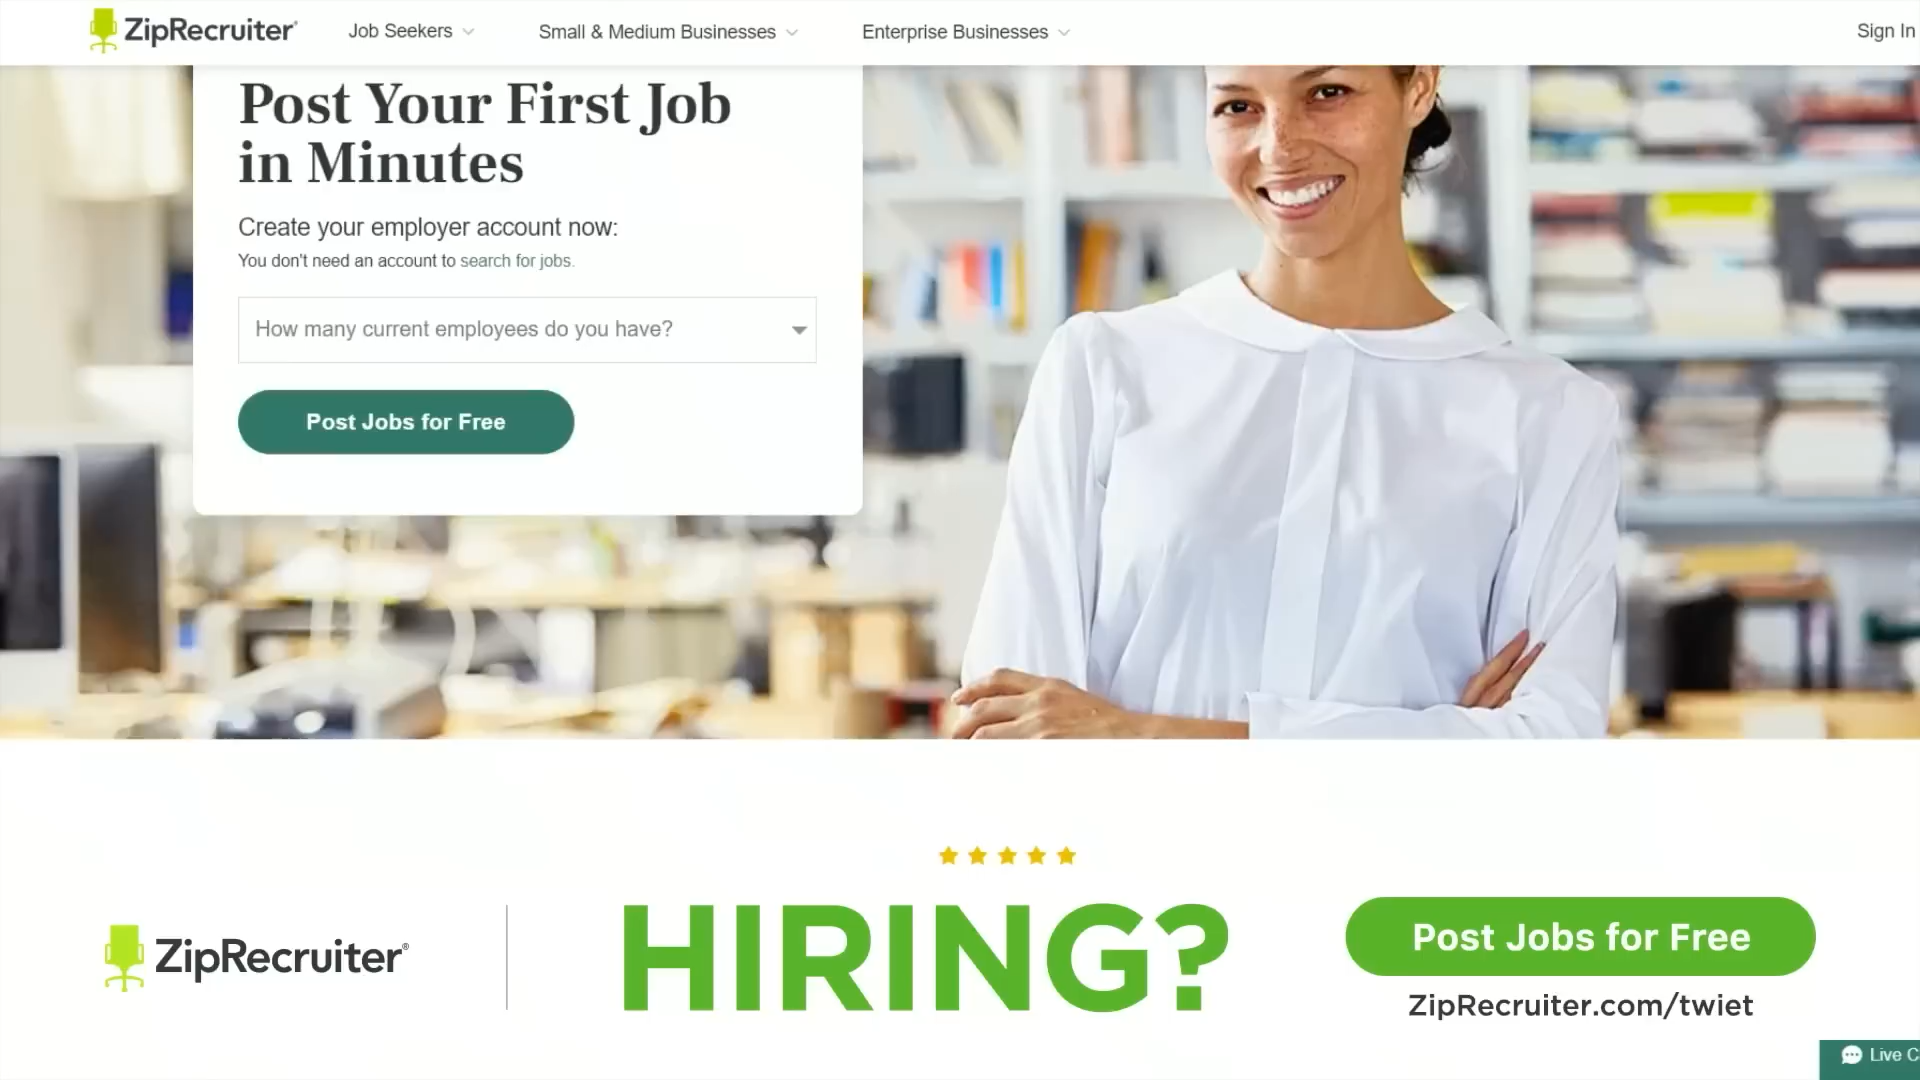 ZipRecruiter®
Job Seekers
Small & Medium Businesses
Enterprise Businesses
Sign In
Post Your First Job
in Minutes
Create your employer account now:
You don't need an account to search for jobs.
How many current employees do you have?
Post Jobs for Free
ZipRecruiter®
HIRING?
Post Jobs for Free
ZipRecruiter.com/twiet
Live C